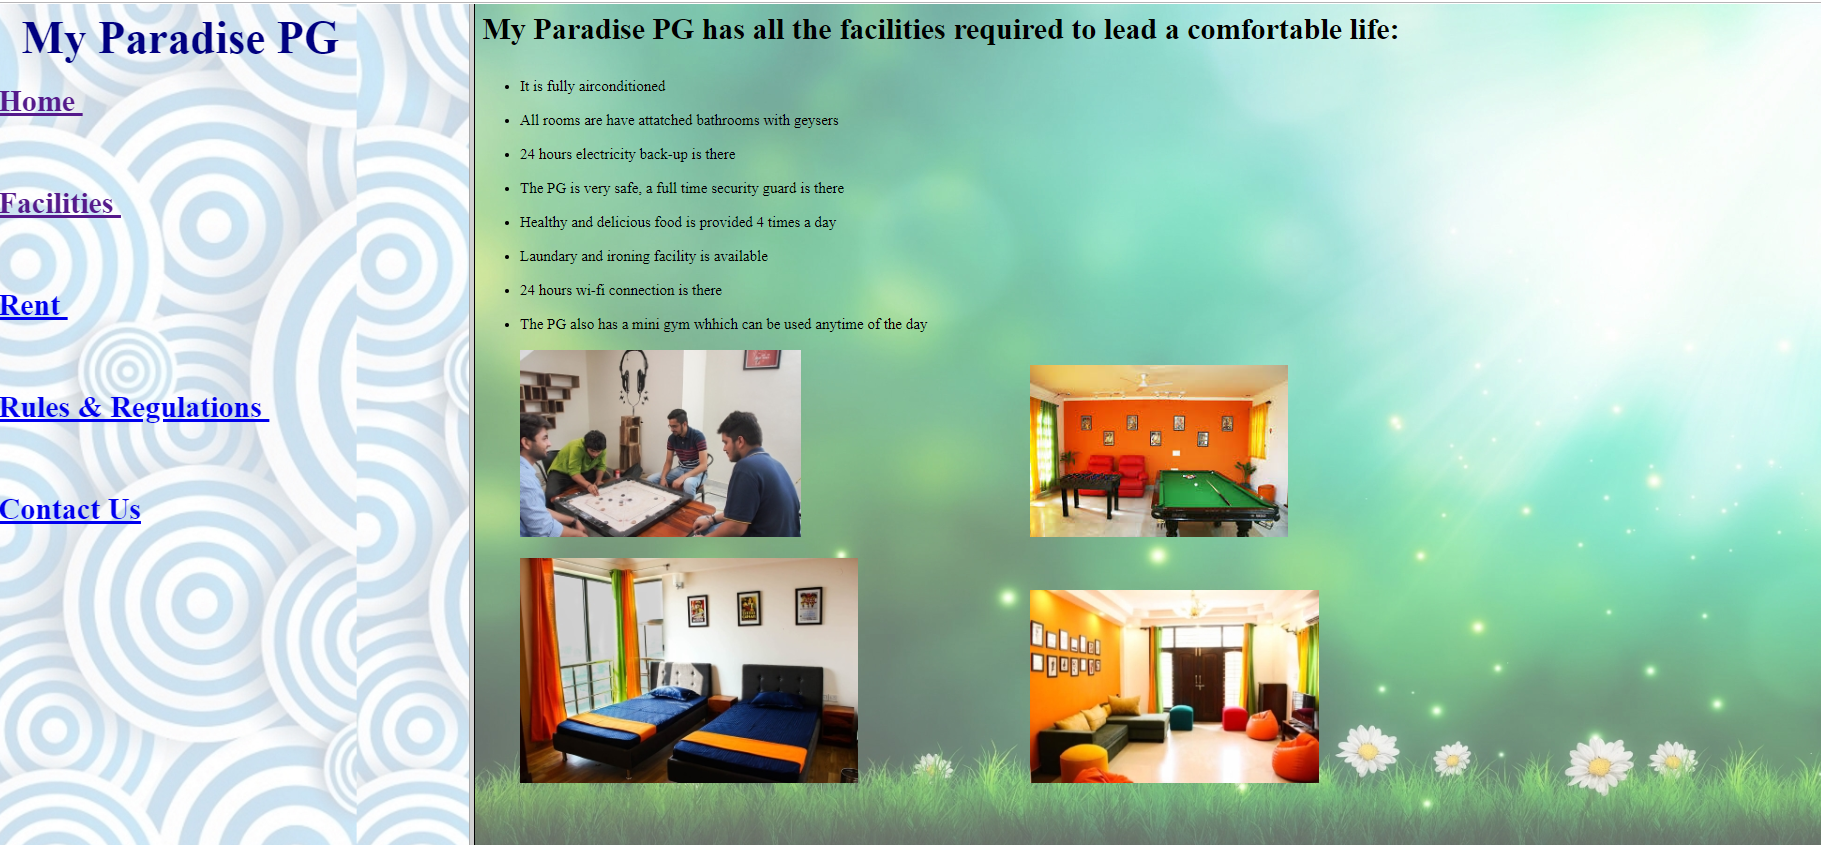 My Paradise PG
Home
Facilities
Rent
Rules & Regulations
Contact Us
My Paradise PG has all the facilities required to lead a comfortable life:
It is fully airconditioned
All rooms are have attatched bathrooms with geysers
24 hours electricity back-up is there
The PG is very safe, a full time security guard is there
Healthy and delicious food is provided 4 times a day
Laundary and ironing facility is available
24 hours wi-fi connection is there
The PG also has a mini gym whhich can be used anytime of the day